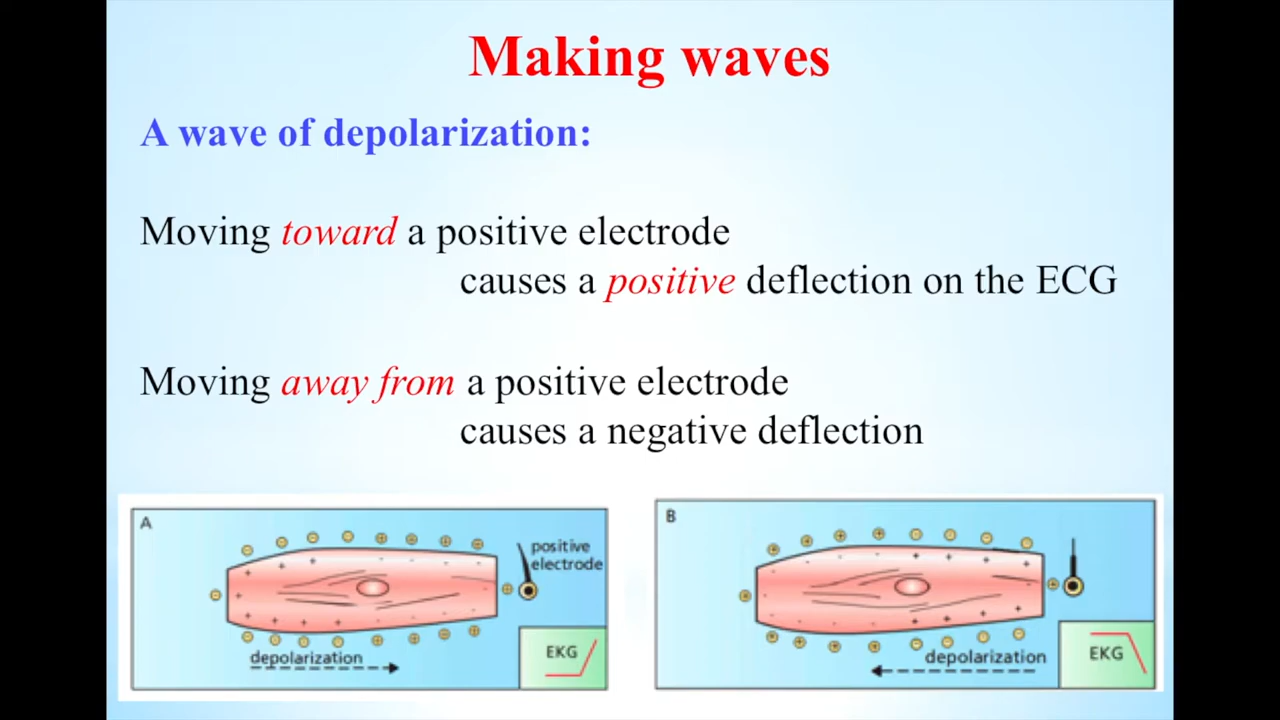 Making waves
A wave of depolarization:
Moving toward a positive electrode
causes a positive deflection on the ECG
Moving away from a positive electrode
causes a negative deflection
A
positive
electrode
depolarization
EKG
B
depolarization
EKG